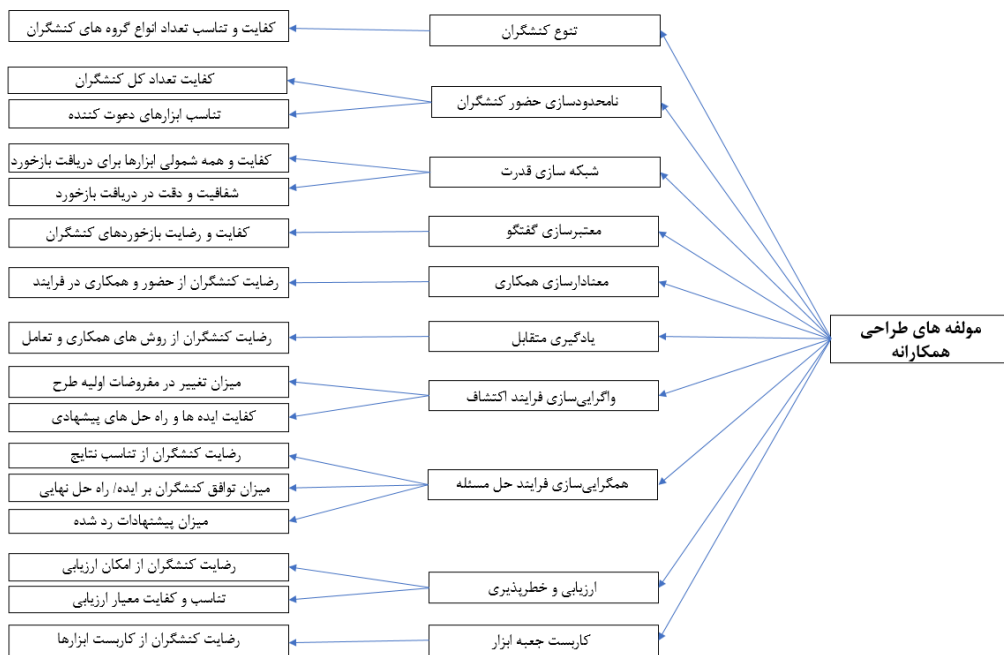 مولفه های طراحی
همکارانه
تنوع کنشگران
کفایت و تناسب تعداد انواع گروه های کنشگران
نامحدودسازی حضور کنشگران
کفایت تعداد کل کنشگران
تناسب ابزارهای دعوت کننده
شبکه سازی قدرت
کفایت و همه شمولی ابزارها برای دریافت بازخورد
شفافیت و دقت در دریافت بازخورد
معتبرسازی گفتگو
کفایت و رضایت بازخوردهای کنشگران
معنادارسازی همکاری
رضایت کنشگران از حضور و همکاری در فرایند
یادگیری متقابل
رضایت کنشگران از روش های همکاری و تعامل
واگرایی‌سازی فرایند اکتشاف
میزان تغییر در مفروضات اولیه طرح
کفایت ایده ها و راه حل های پیشنهادی
همگرایی‌سازی فرایند حل مسئله
رضایت کنشگران از تناسب نتایج
میزان توافق کنشگران بر ایده/ راه حل نهایی
میزان پیشنهادات رد شده
ارزیابی و خطرپذیری
رضایت کنشگران از امکان ارزیابی
تناسب و کفایت معیار ارزیابی
کاربست جعبه ابزار
رضایت کنشگران از کاربست ابزارها